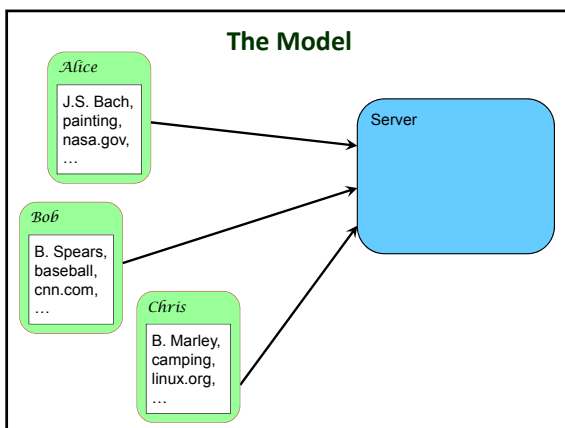 The Model
Alice
J.S. Bach,
painting,
nasa.gov,
…
Server
Bob
B. Spears,
baseball,
cnn.com,
…
Chris
B. Marley,
camping,
linux.org,
…